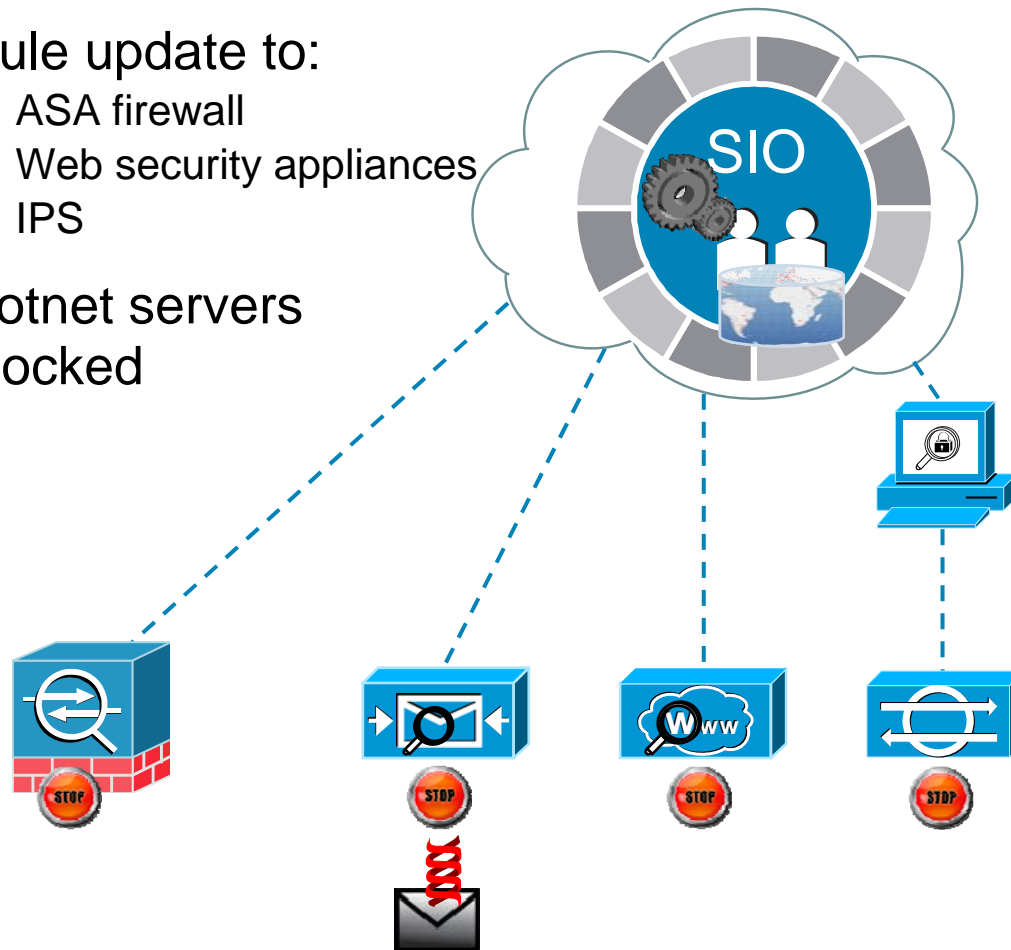 ule update to:
ASA firewall
Web security appliances
IPS
otnet servers
ocked
SIO
Www
STOP
STOP
STOP
STOP